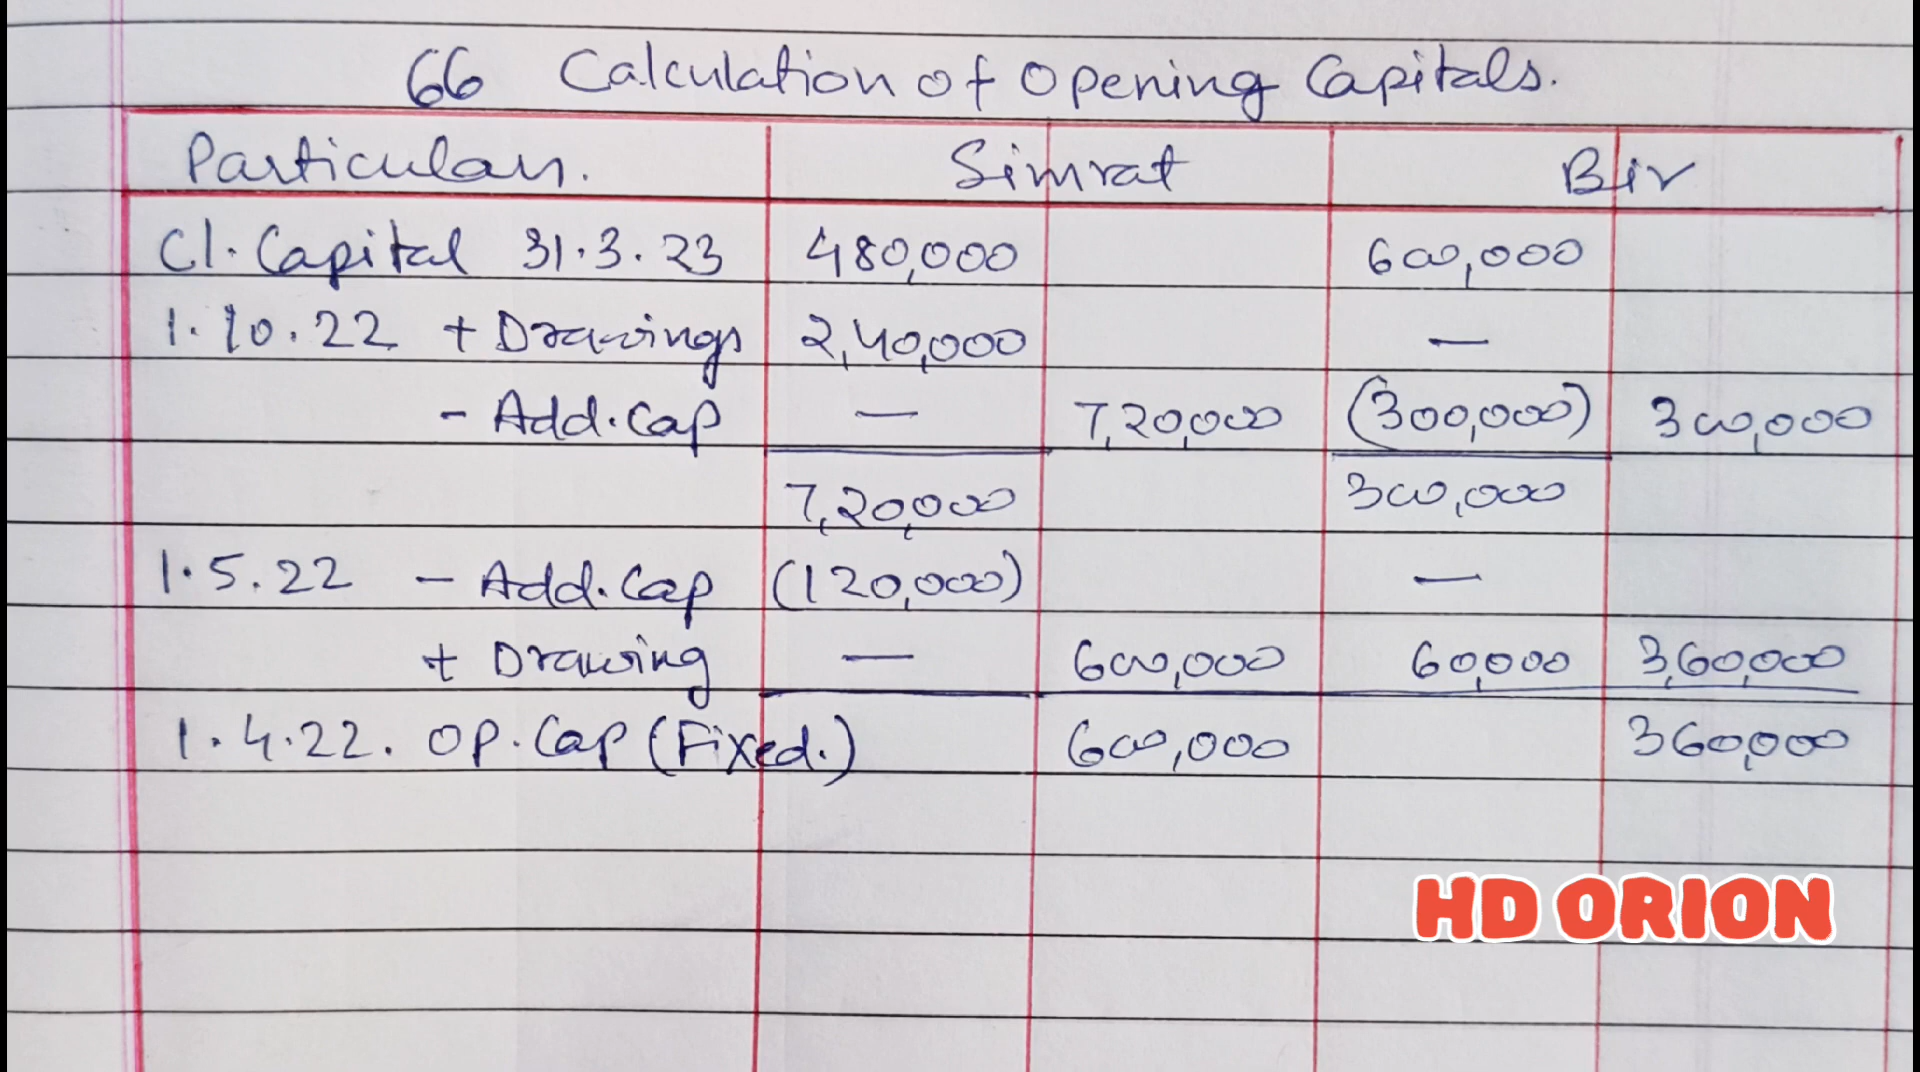 66 Calculation of Opening Capitals.
Particulars. Simrat Bir
Cl. Capital 31.3.23 480,000 600,000
1.10.22 + Drawings 2,40,000 —
- Add. Cap — 7,20,000 (300,000) 300,000
7,20,000 300,000
1.5.22 - Add. Cap (120,000) —
+ Drawing — 600,000 60,000 3,60,000
1.4.22. Op. Cap (Fixed.) 600,000 360,000
HD ORION